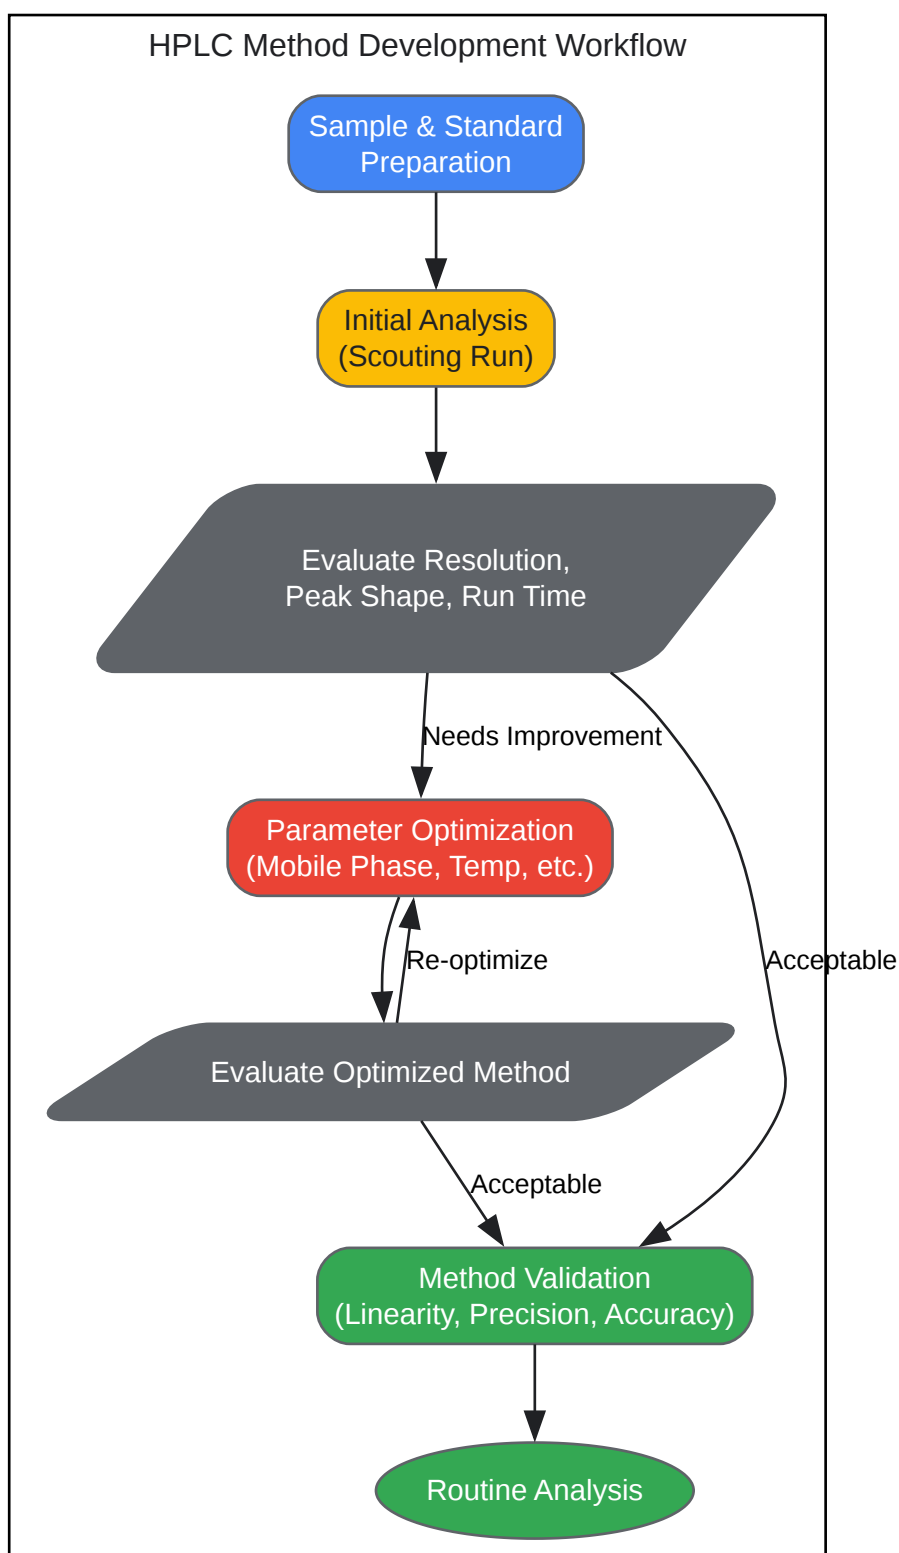 HPLC Method Development Workflow
Sample & Standard
Preparation
Initial Analysis
(Scouting Run)
Evaluate Resolution,
Peak Shape, Run Time
Needs Improvement
Parameter Optimization
(Mobile Phase, Temp, etc.)
Re-optimize
Acceptable
Evaluate Optimized Method
Acceptable
Method Validation
(Linearity, Precision, Accuracy)
Routine Analysis